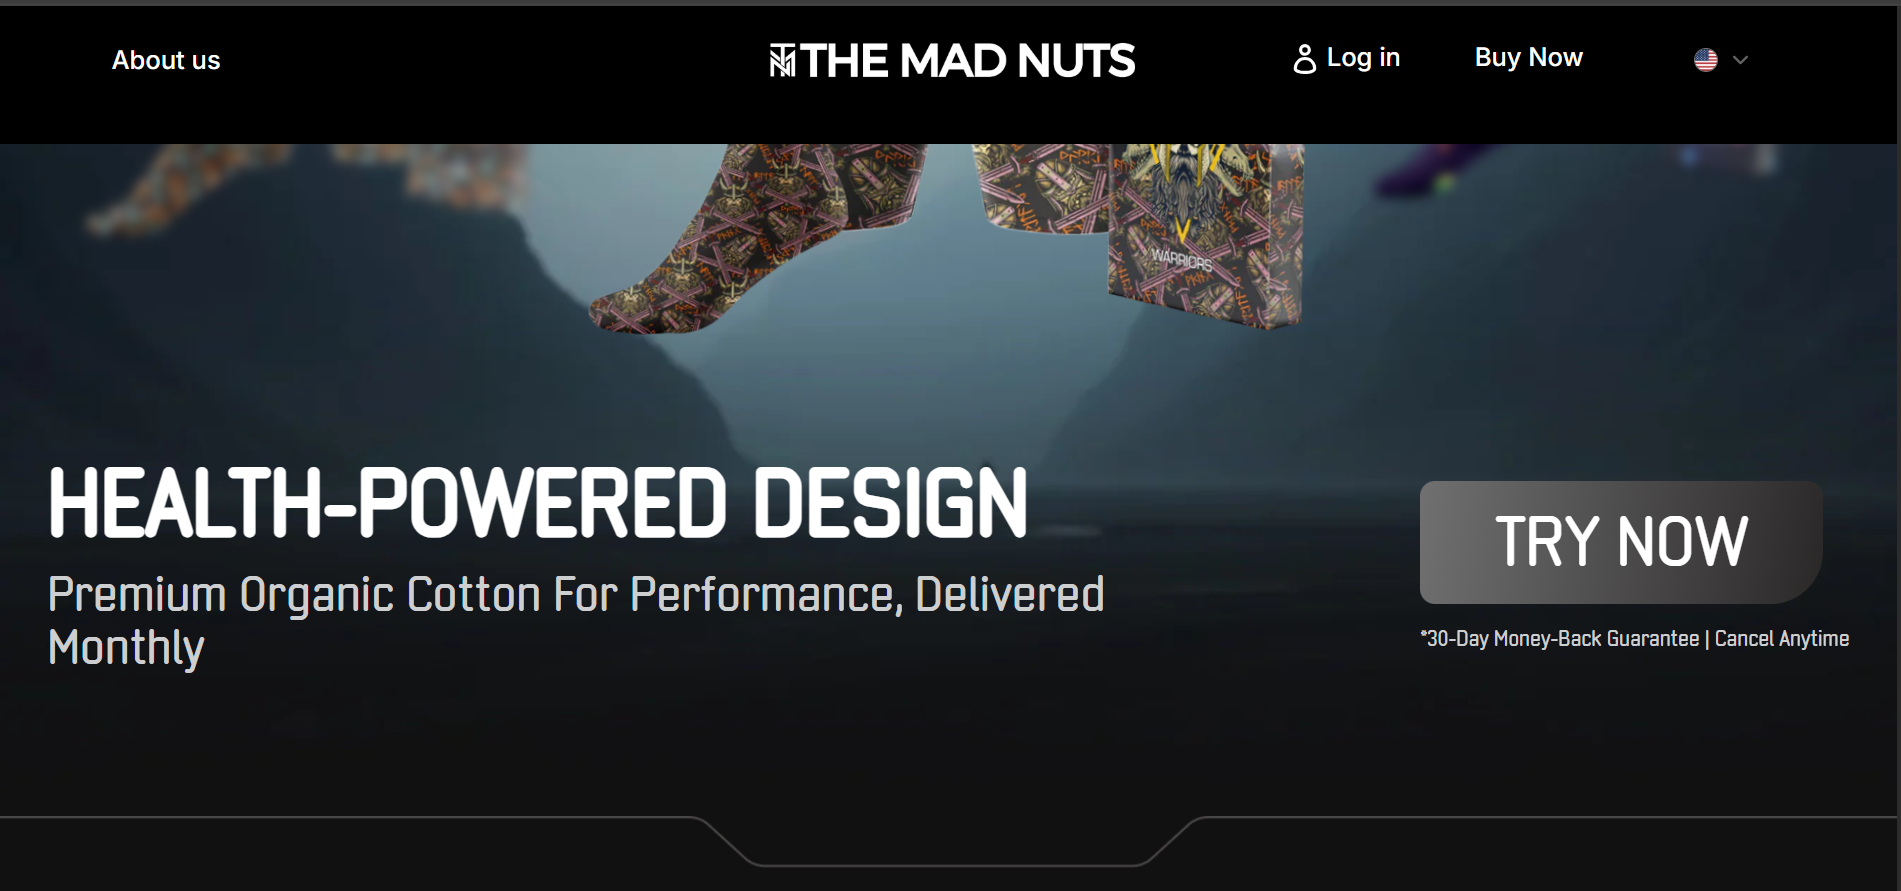 About us
THE MAD NUTS
Log in
Buy Now
WARRIORS
HEALTH-POWERED DESIGN
Premium Organic Cotton For Performance, Delivered
Monthly
TRY NOW
*30-Day Money-Back Guarantee | Cancel Anytime